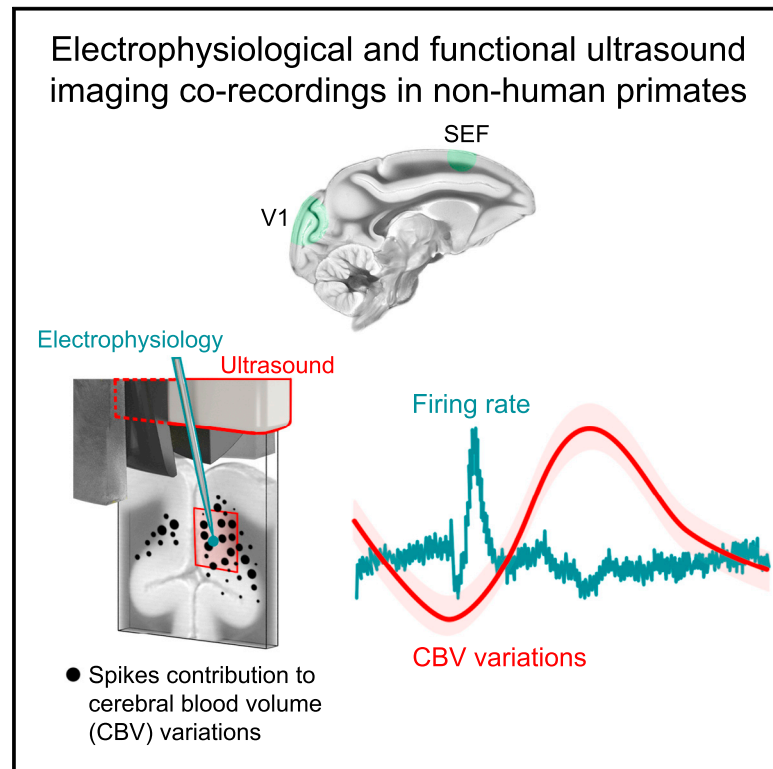 Electrophysiological and functional ultrasound
imaging co-recordings in non-human primates
SEF
V1
Electrophysiology
Ultrasound
Firing rate
CBV variations
Spikes contribution to
cerebral blood volume
(CBV) variations